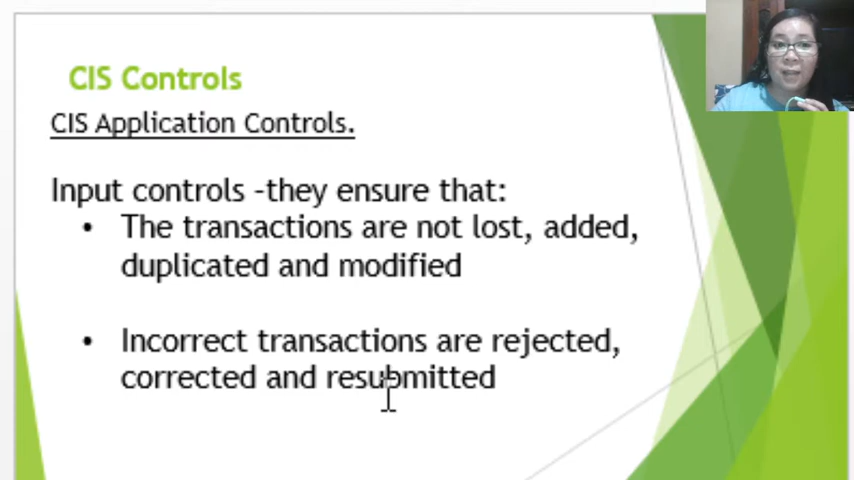 CIS Controls
CIS Application Controls.
Input controls –they ensure that:
• The transactions are not lost, added,
duplicated and modified
• Incorrect transactions are rejected,
corrected and resubmitted